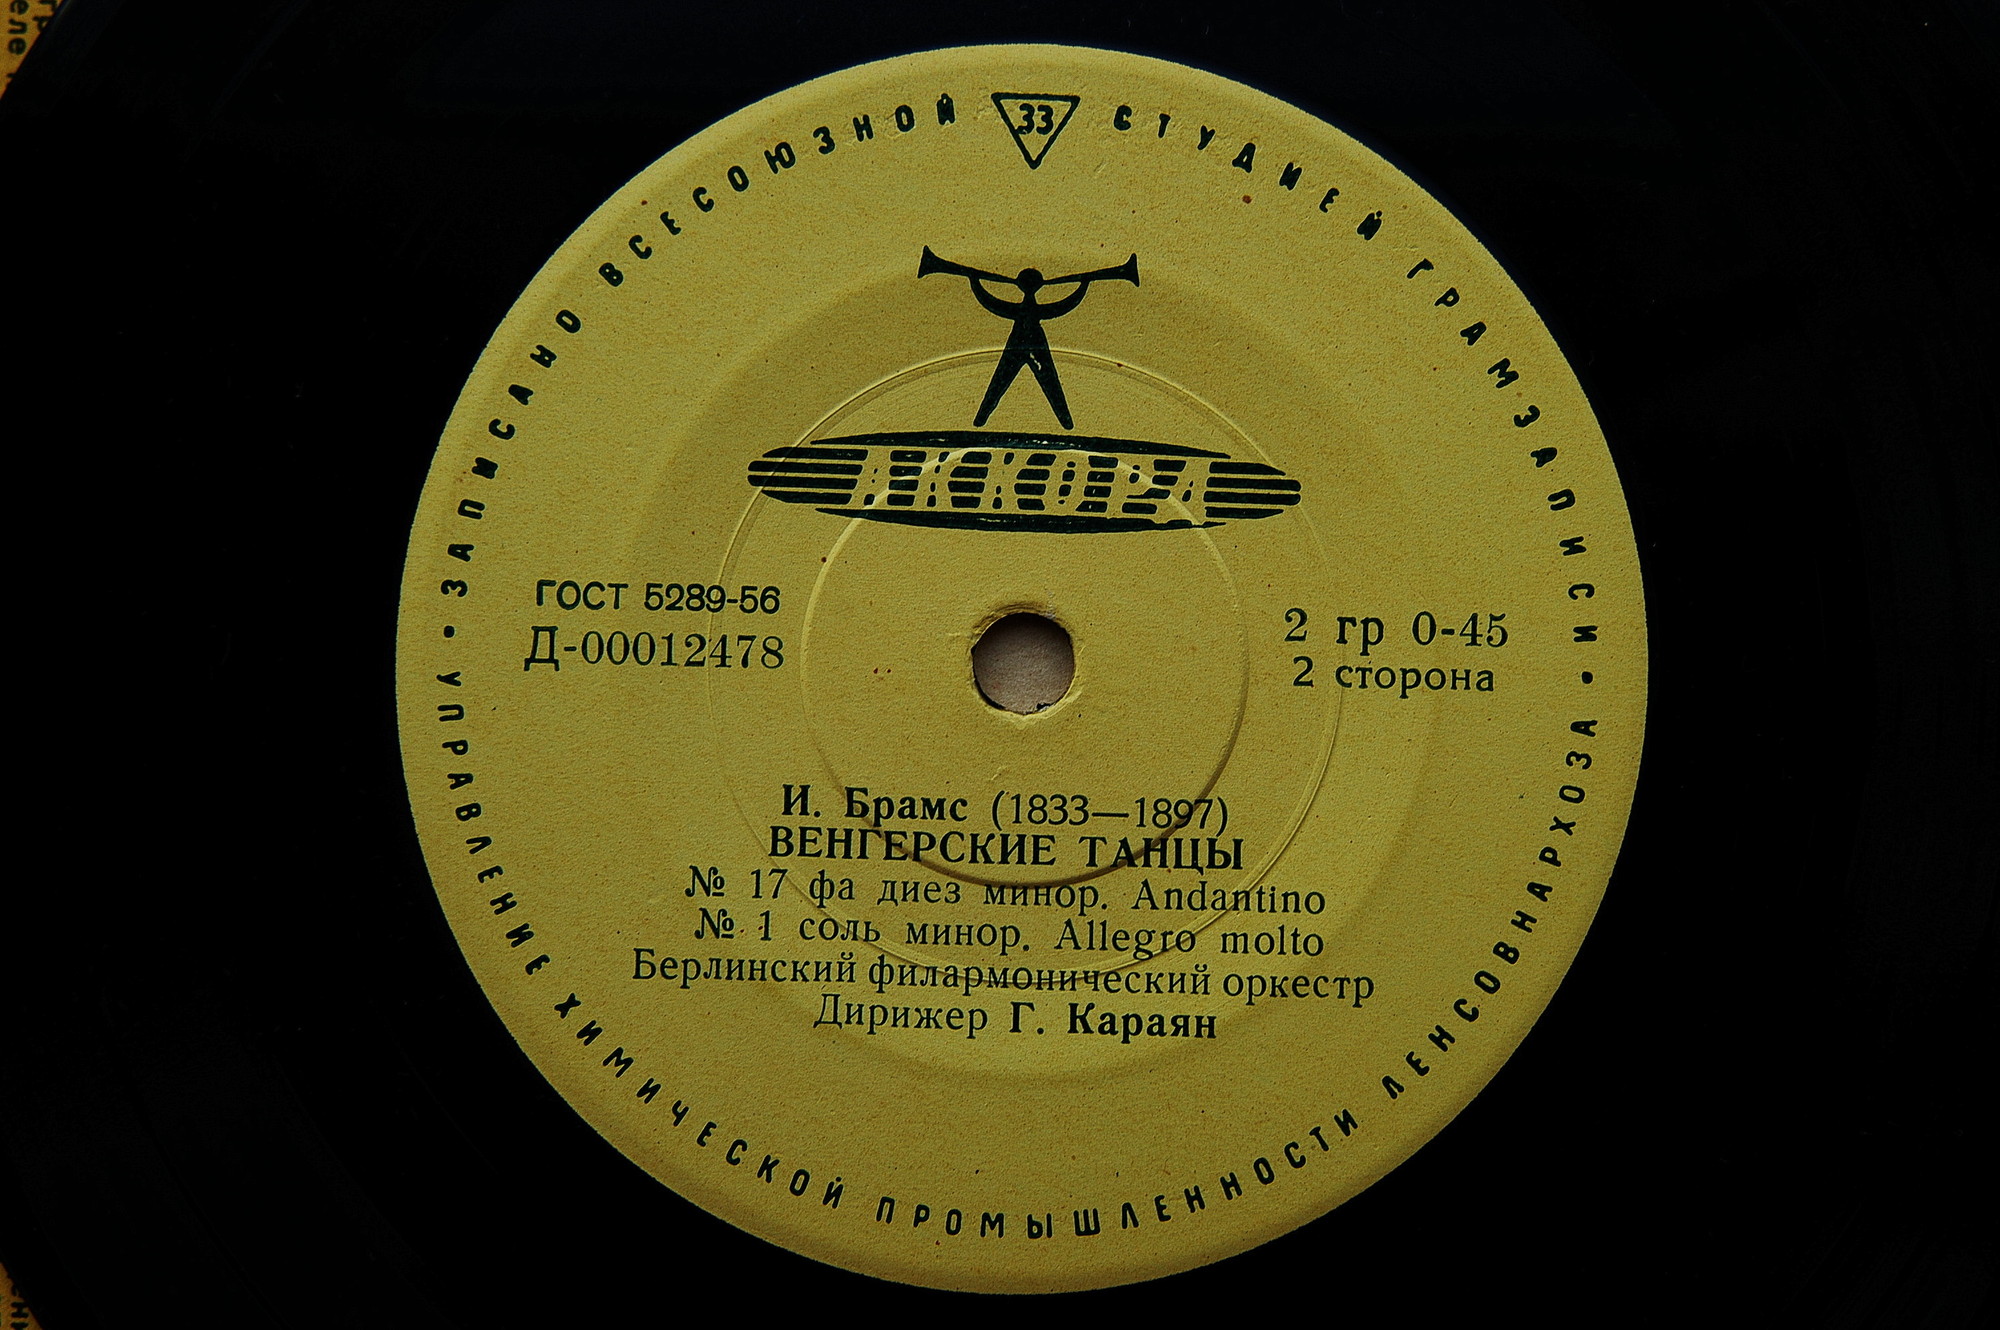 ЗАПИСАНО ВСЕСОЮЗНОЙ 33 СТУДИЕЙ ГРАМЗАПИСИ •
АККОРД
ГОСТ 5289-56
Д-00012478
2 гр 0-45
2 сторона
И. Брамс (1833—1897)
ВЕНГЕРСКИЕ ТАНЦЫ
№ 17 фа диез минор. Andantino
№ 1 соль минор. Allegro molto
Берлинский филармонический оркестр
Дирижер Г. Караян
• УПРАВЛЕНИЕ ХИМИЧЕСКОЙ ПРОМЫШЛЕННОСТИ ЛЕНСОВНАРХОЗА